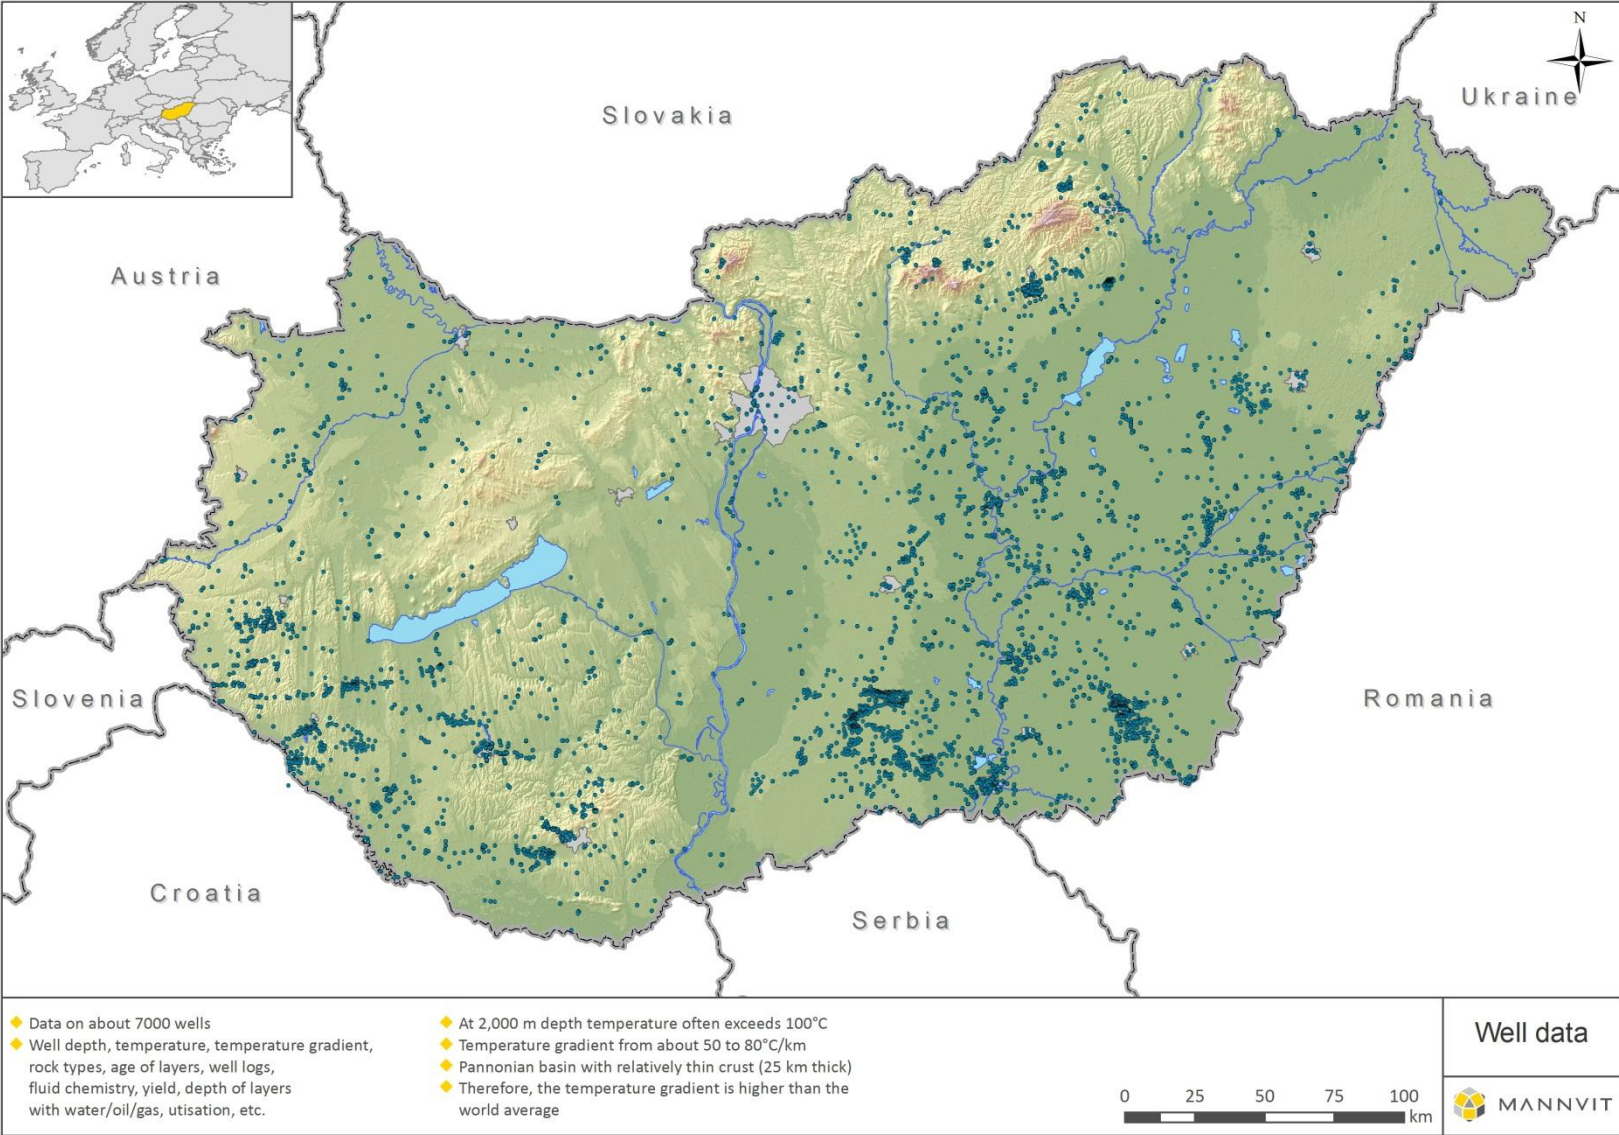 N
Ukraine
Slovakia
Austria
Slovenia
Romania
Croatia
Serbia
Data on about 7000 wells
Well depth, temperature, temperature gradient,
rock types, age of layers, well logs,
fluid chemistry, yield, depth of layers
with water/oil/gas, utisation, etc.
At 2,000 m depth temperature often exceeds 100°C
Temperature gradient from about 50 to 80°C/km
Pannonian basin with relatively thin crust (25 km thick)
Therefore, the temperature gradient is higher than the
world average
0 25 50 75 100
km
Well data
MANNVIT